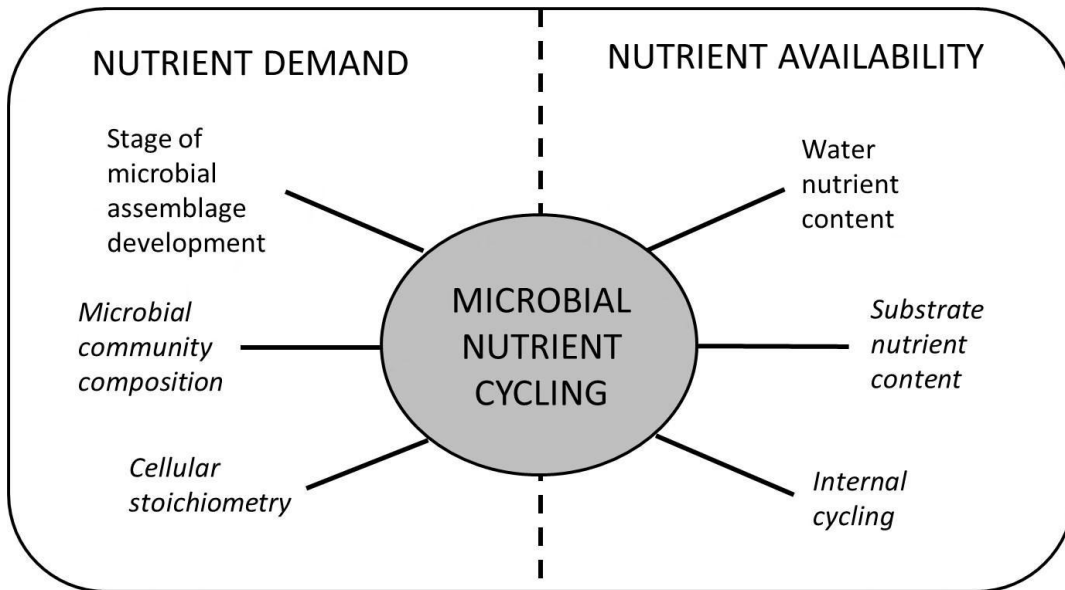 NUTRIENT DEMAND
Stage of
microbial
assemblage
development
Microbial
community
composition
Cellular
stoichiometry
MICROBIAL
NUTRIENT
CYCLING
NUTRIENT AVAILABILITY
Water
nutrient
content
Substrate
nutrient
content
Internal
cycling